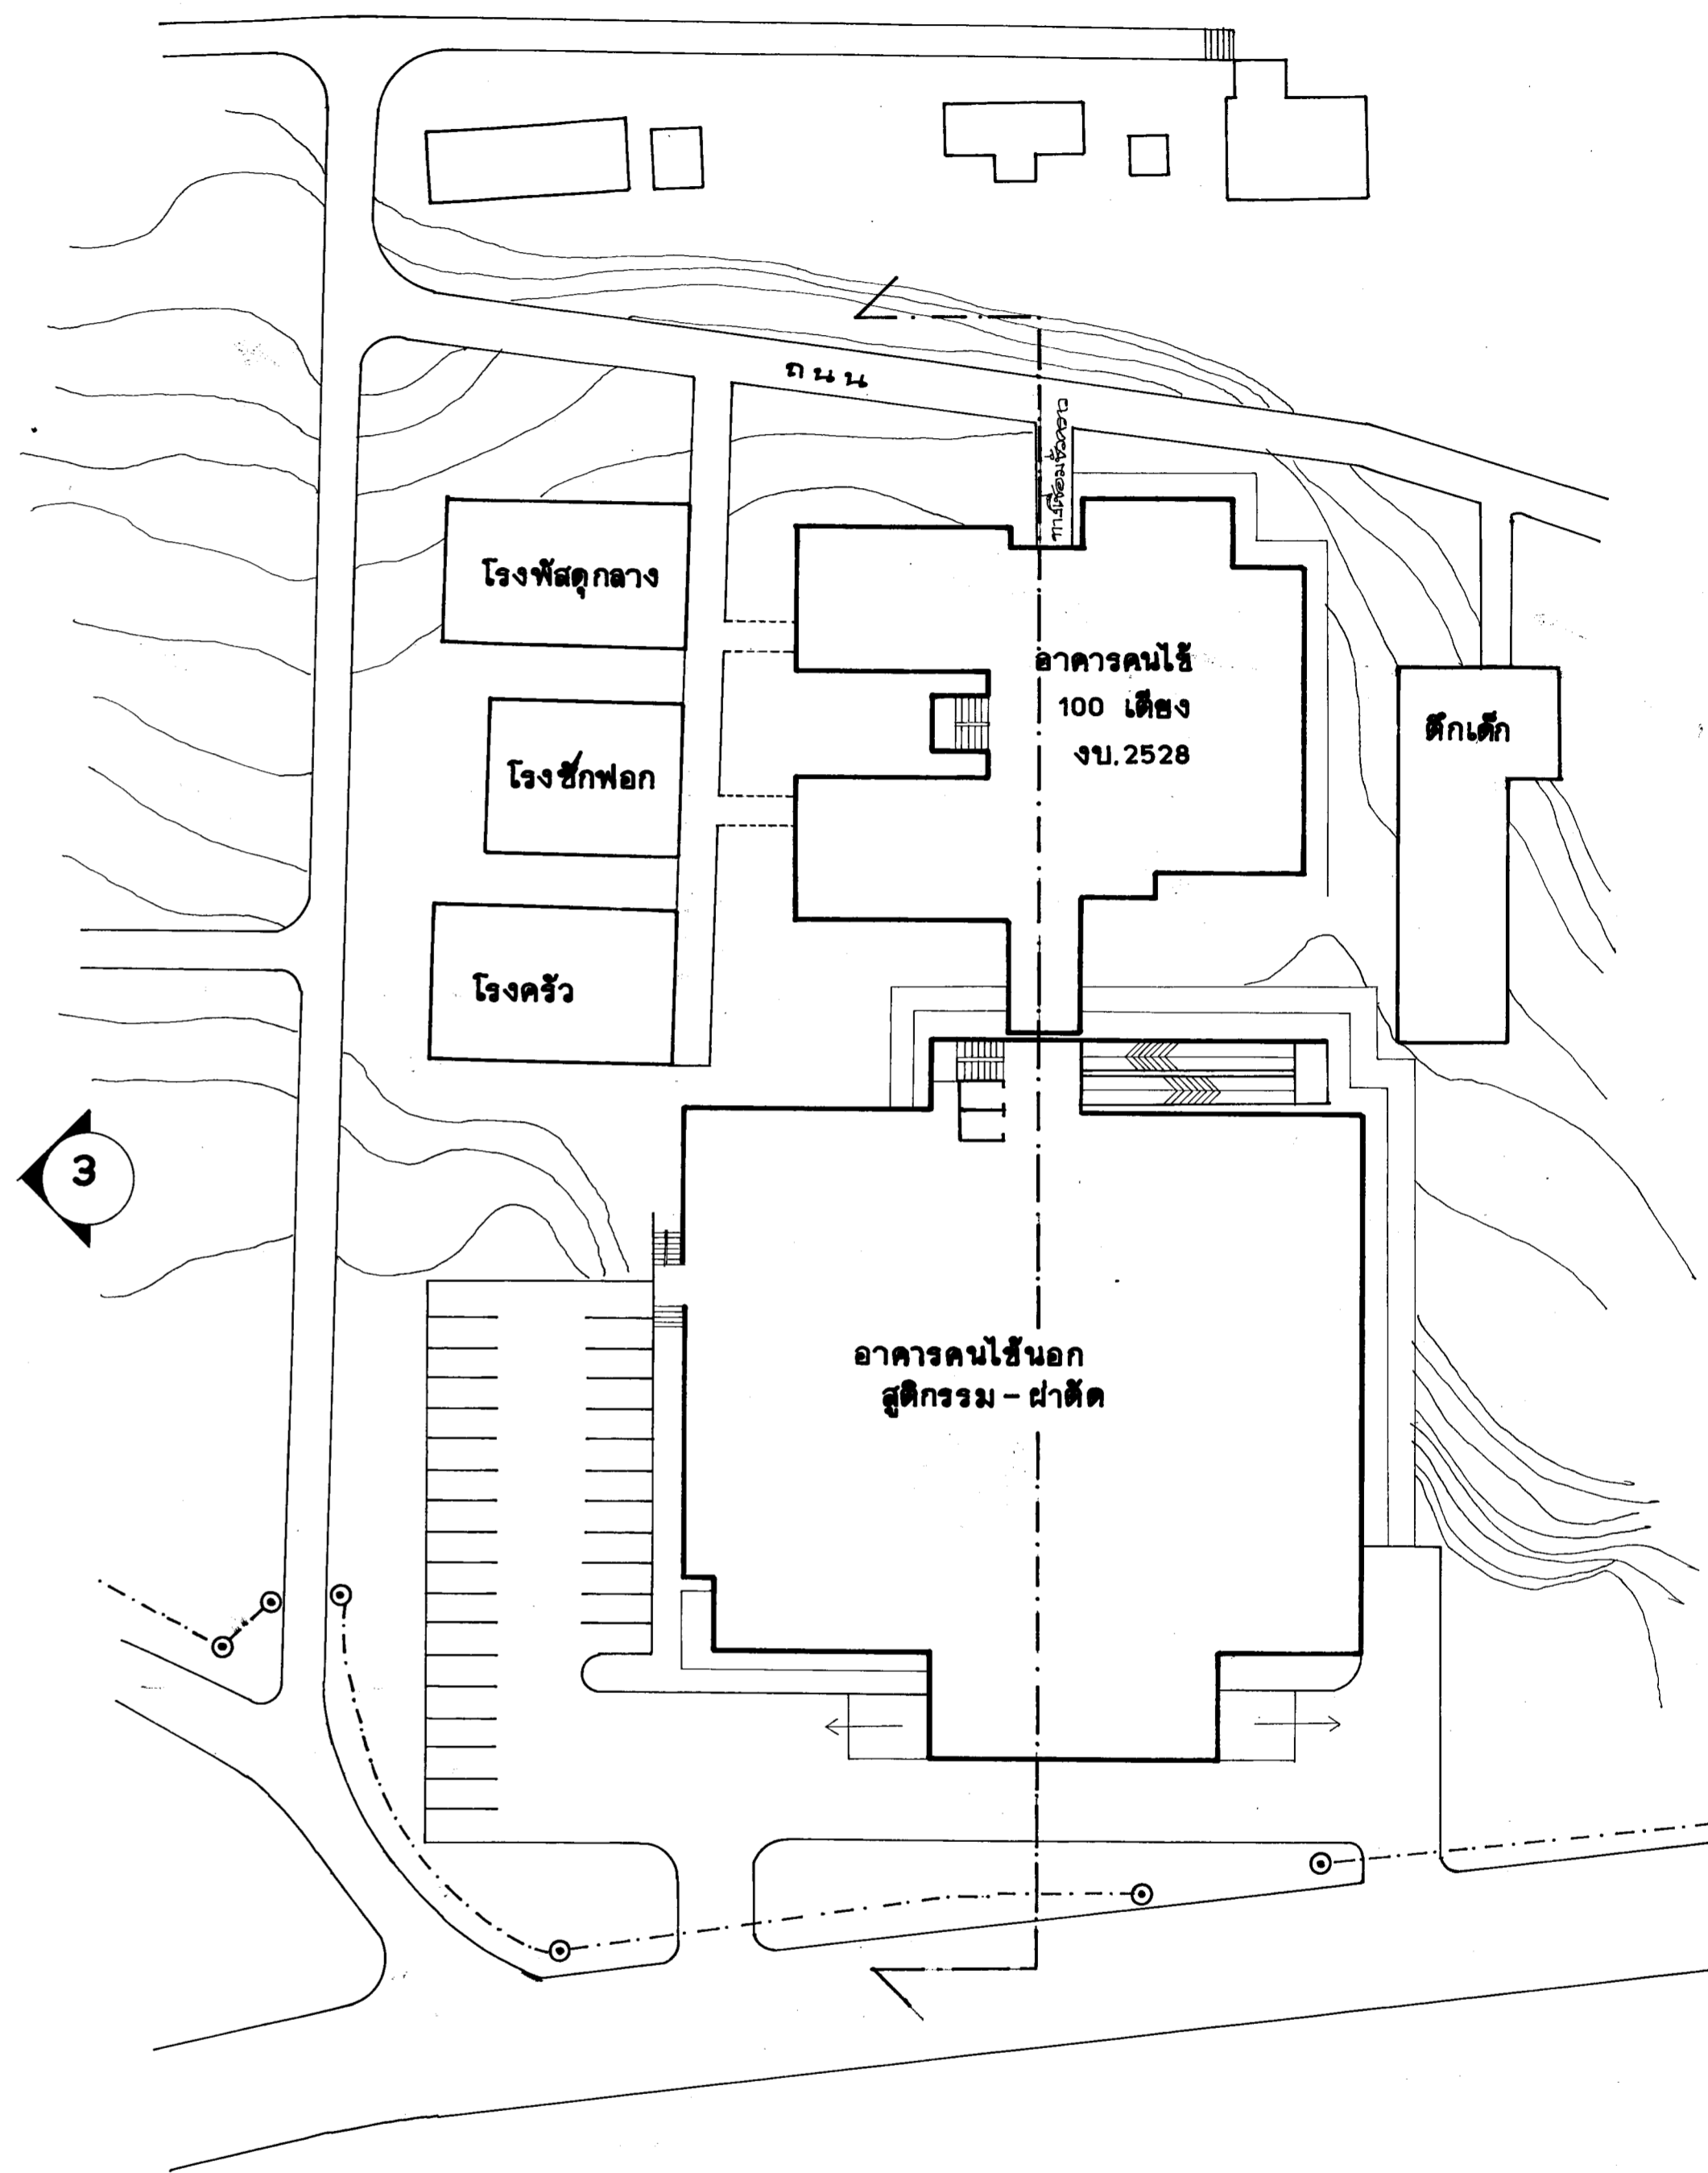 ถนน
โรงพัสดุกลาง
อาคารคนไข้
100 เตียง
งบ.2528
ตึกเด็ก
โรงซักฟอก
โรงครัว
3
อาคารคนไข้นอก
สูติกรรม - ผ่าตัด